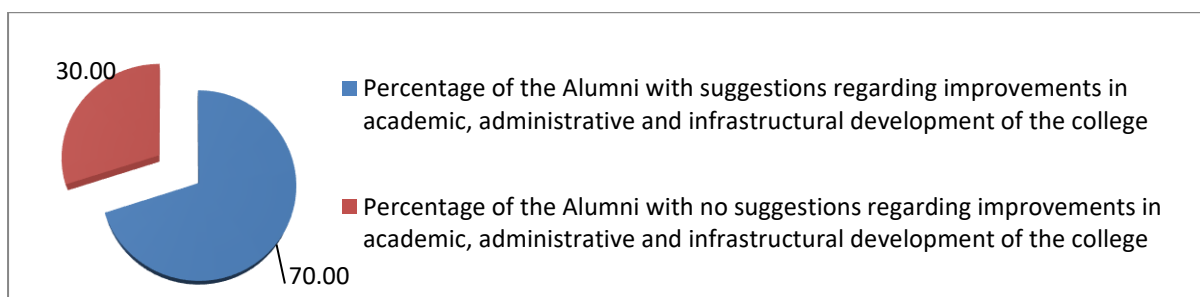 30.00
Percentage of the Alumni with suggestions regarding improvements in
academic, administrative and infrastructural development of the college
Percentage of the Alumni with no suggestions regarding improvements in
academic, administrative and infrastructural development of the college
70.00